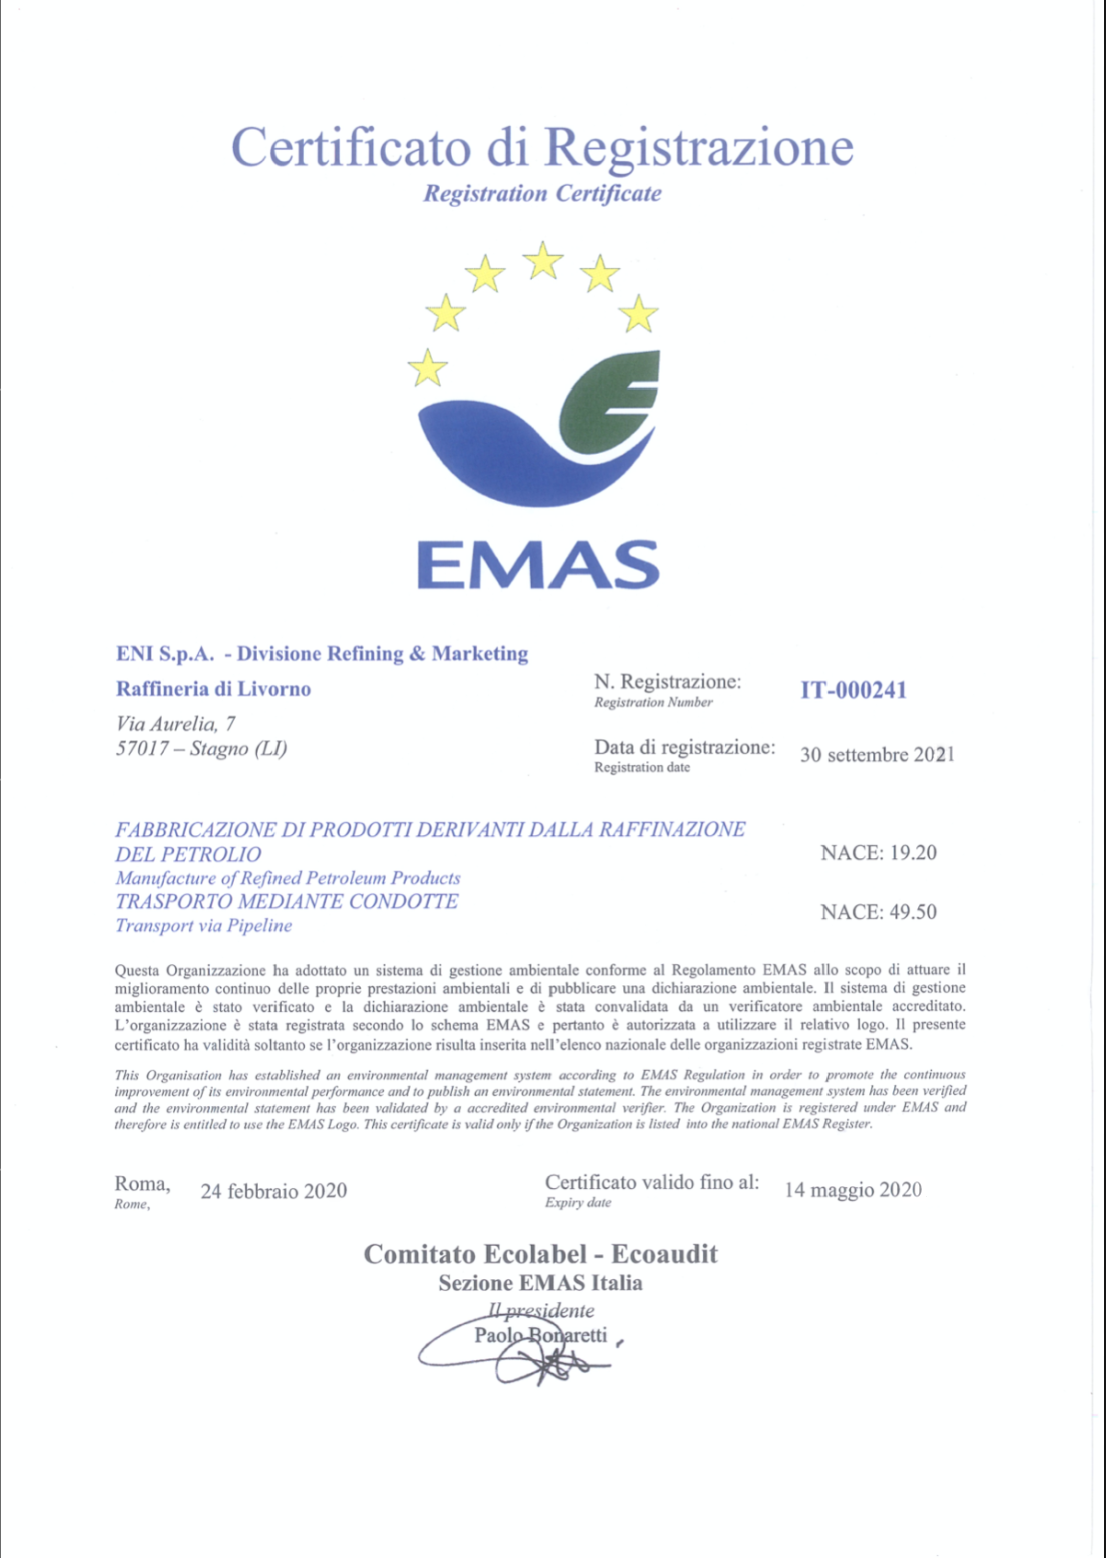 Certificato di Registrazione
Registration Certificate
EMAS
ENI S.p.A. - Divisione Refining & Marketing
Raffineria di Livorno
Via Aurelia, 7
57017 – Stagno (LI)
N. Registrazione:
Registration Number
IT-000241
Data di registrazione:
Registration date
30 settembre 2021
FABBRICAZIONE DI PRODOTTI DERIVANTI DALLA RAFFINAZIONE
DEL PETROLIO
NACE: 19.20
Manufacture of Refined Petroleum Products
TRASPORTO MEDIANTE CONDOTTE
NACE: 49.50
Transport via Pipeline
Questa Organizzazione ha adottato un sistema di gestione ambientale conforme al Regolamento EMAS allo scopo di attuare il
miglioramento continuo delle proprie prestazioni ambientali e di pubblicare una dichiarazione ambientale. Il sistema di gestione
ambientale è stato verificato e la dichiarazione ambientale è stata convalidata da un verificatore ambientale accreditato.
L'organizzazione è stata registrata secondo lo schema EMAS e pertanto è autorizzata a utilizzare il relativo logo. Il presente
certificato ha validità soltanto se l'organizzazione risulta inserita nell'elenco nazionale delle organizzazioni registrate EMAS.
This Organisation has established an environmental management system according to EMAS Regulation in order to promote the continuous
improvement of its environmental performance and to publish an environmental statement. The environmental management system has been verified
and the environmental statement has been validated by a accredited environmental verifier. The Organization is registered under EMAS and
therefore is entitled to use the EMAS Logo. This certificate is valid only if the Organization is listed into the national EMAS Register.
Roma,
Rome,
24 febbraio 2020
Certificato valido fino al:
Expiry date
14 maggio 2020
Comitato Ecolabel - Ecoaudit
Sezione EMAS Italia
Il presidente
Paolo Bonaretti